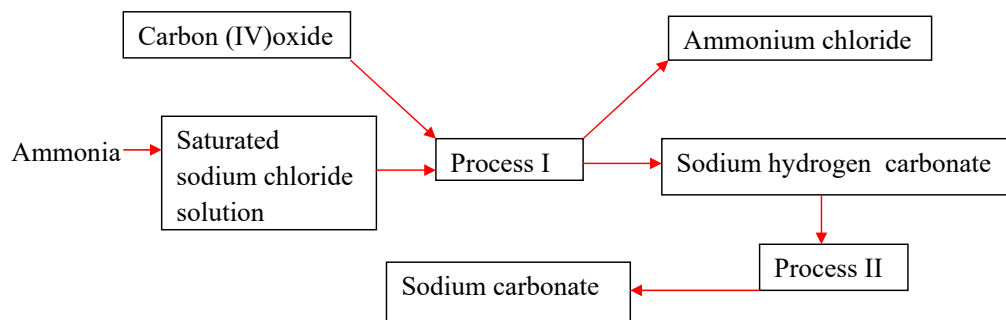 Carbon (IV)oxide
Ammonium chloride
Ammonia
Saturated
sodium chloride
solution
Process I
Sodium hydrogen carbonate
Process II
Sodium carbonate